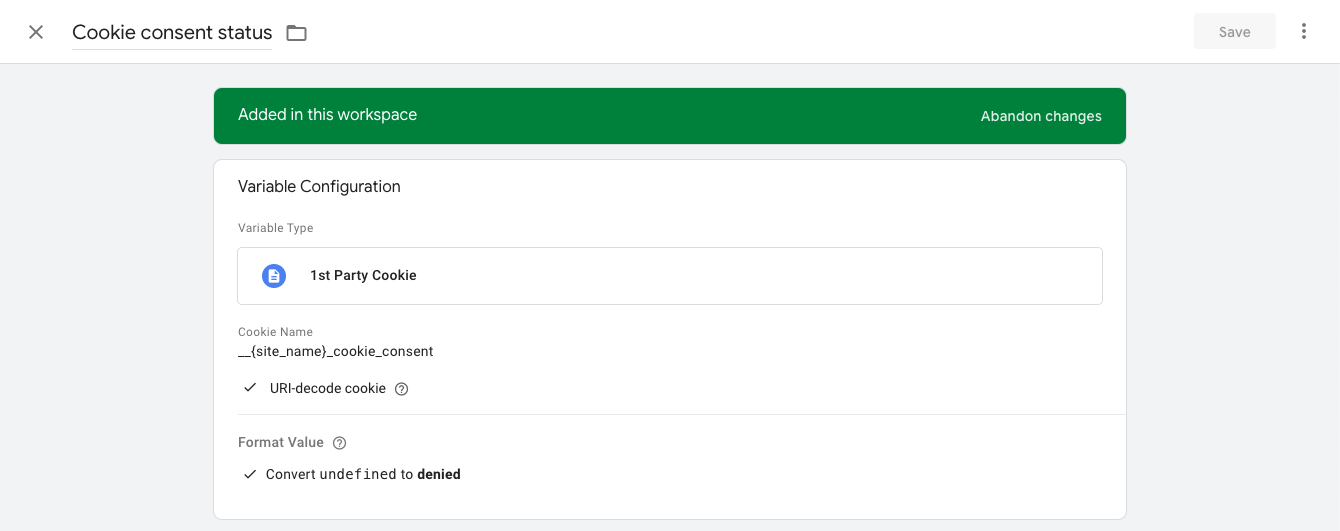 Cookie consent status
Save
Added in this workspace
Abandon changes
Variable Configuration
Variable Type
1st Party Cookie
Cookie Name
__{site_name}_cookie_consent
URI-decode cookie
Format Value
Convert undefined to denied